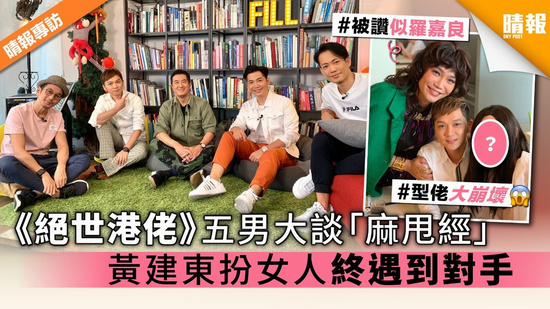 晴報專訪
FILL
FILA
#被讚似羅嘉良
晴報
SKY POST
?
#型佬大崩壞
《絕世港佬》五男大談「麻甩經」
黃建東扮女人終遇到對手